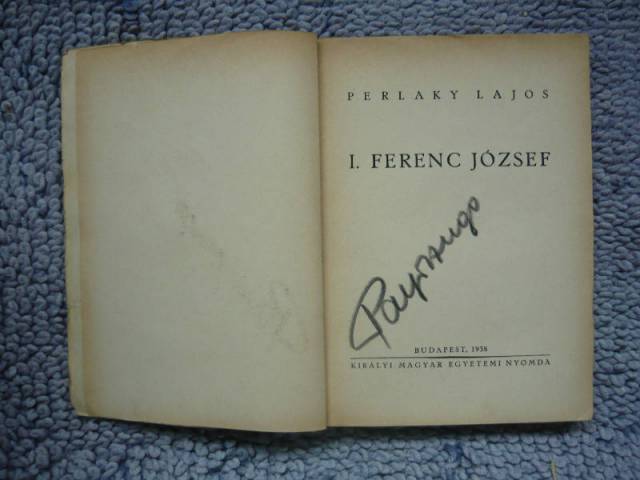 PERLAKY LAJOS
I. FERENC JÓZSEF
BUDAPEST, 1938
KIRÁLYI MAGYAR EGYETEMI NYOMDA